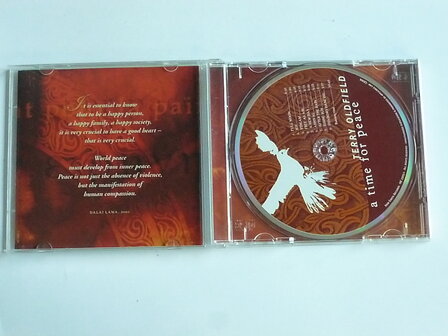 It is essential to know
that to be a happy person,
a happy family, a happy society,
it is very crucial to have a good heart –
that is very crucial.
World peace
must develop from inner peace.
Peace is not just the absence of violence,
but the manifestation of
human compassion.
DALAI LAMA,
TERRY OLDFIELD
a time for peace